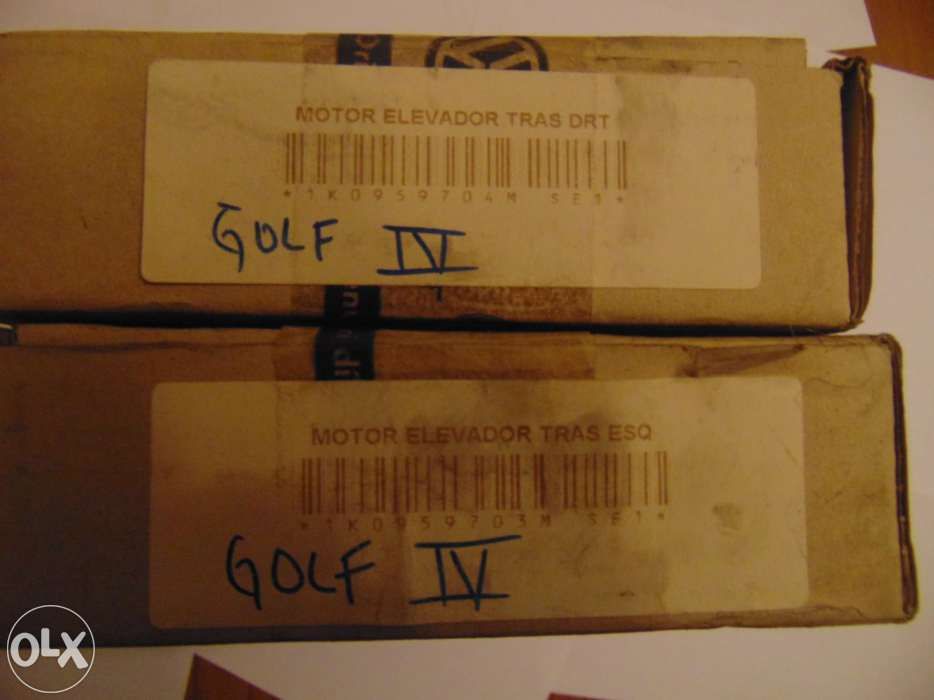 MOTOR ELEVADOR TRAS DRT
*1K0959704M SE1*
GOLF IV
MOTOR ELEVADOR TRAS ESQ
*1K0959703M SE1*
GOLF IV
OLX